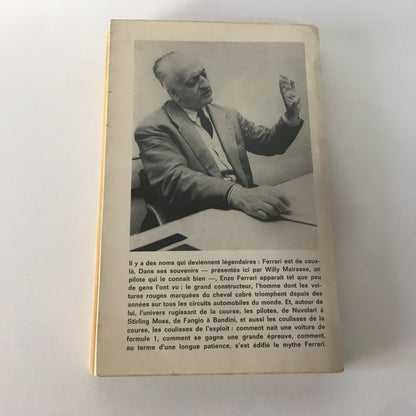 Il y a des noms qui deviennent légendaires : Ferrari est de ceux-
là. Dans ses souvenirs — présentés ici par Willy Mairesse, un
pilote qui le connait bien —, Enzo Ferrari apparait tel que peu
de gens l'ont vu : le grand constructeur, l'homme dont les voi-
tures rouges marquées du cheval cabré triomphent depuis des
années sur tous les circuits automobiles du monde. Et, autour de
lui, l'univers rugissant de la course, les pilotes, de Nuvolari à
Stirling Moss, de Fangio à Bandini, et aussi les coulisses de la
course, les coulisses de l'exploit : comment nait une voiture de
formule 1, comment se gagne une grande épreuve, comment,
au terme d'une longue patience, s'est édifié le mythe Ferrari.